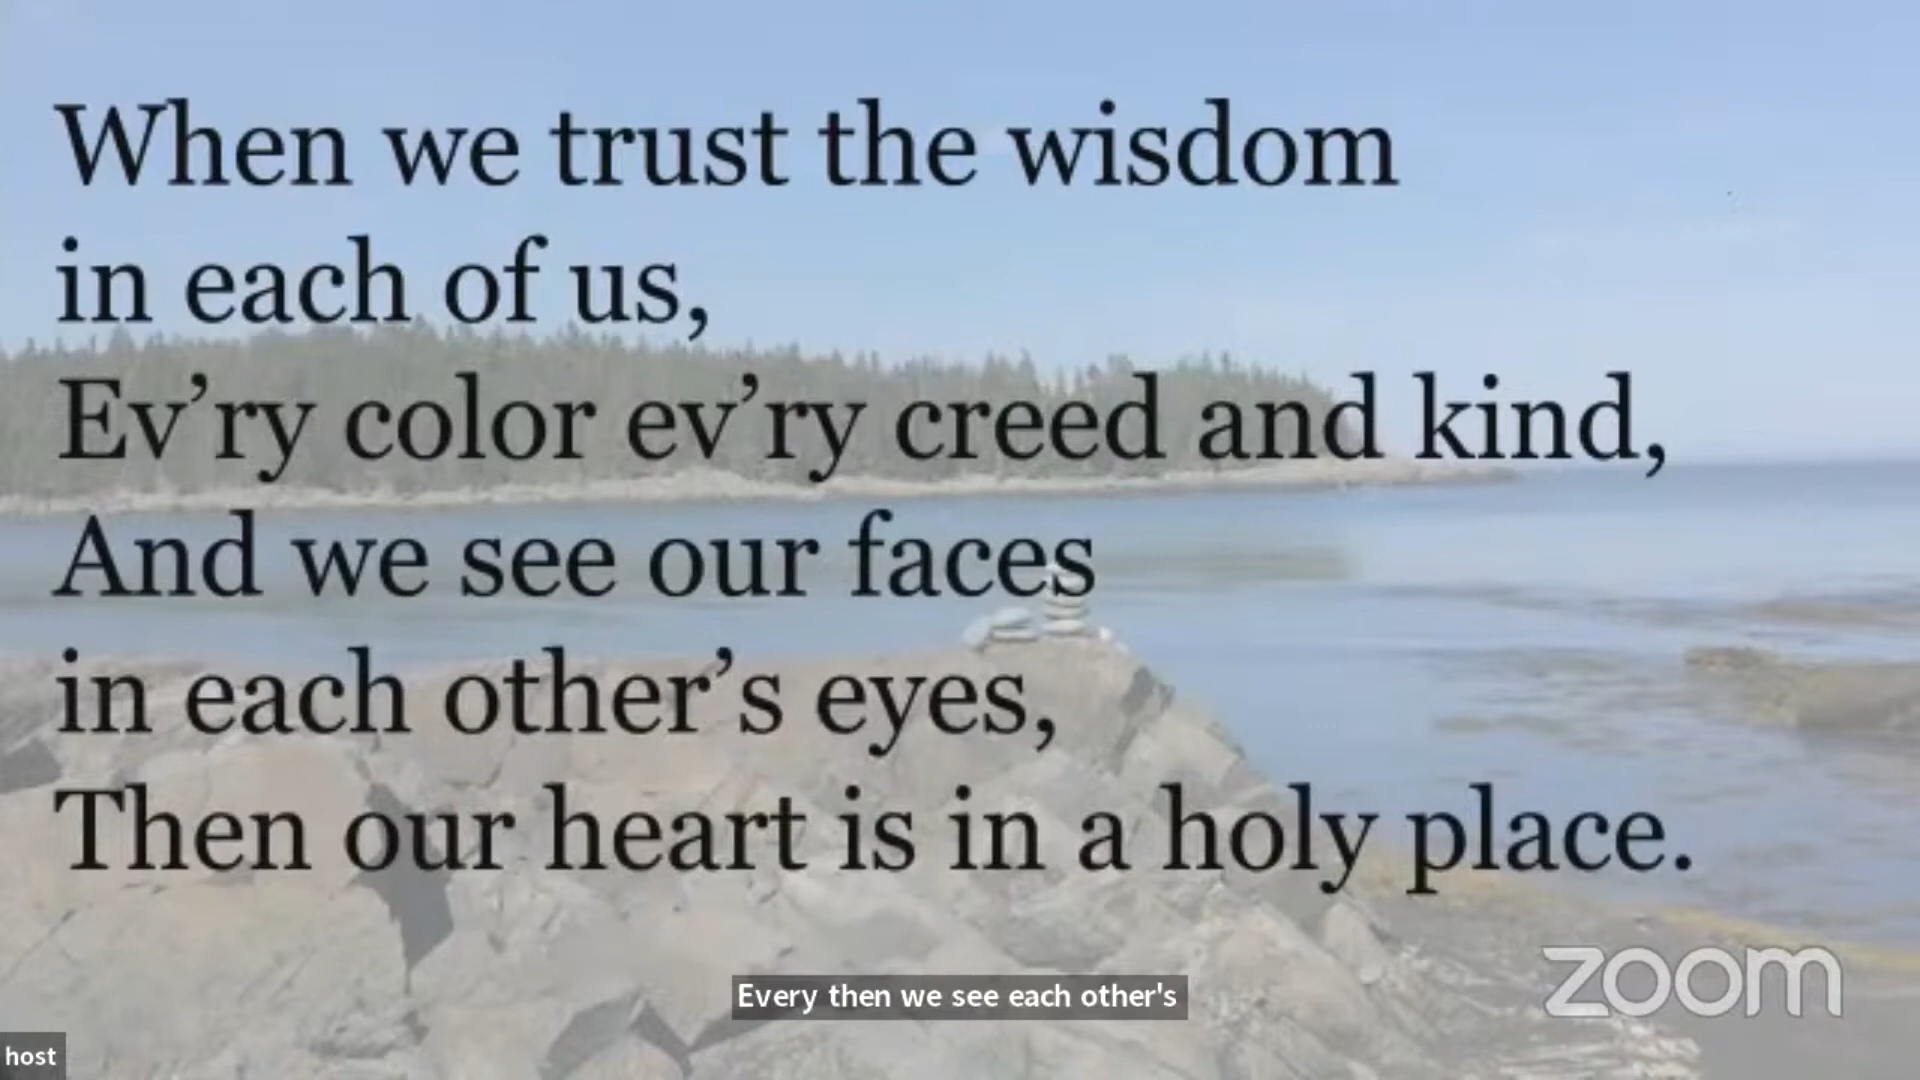 When we trust the wisdom
in each of us,
Ev’ry color ev’ry creed and kind,
And we see our faces
in each other’s eyes,
Then our heart is in a holy place.
zoom
Every then we see each other's
host